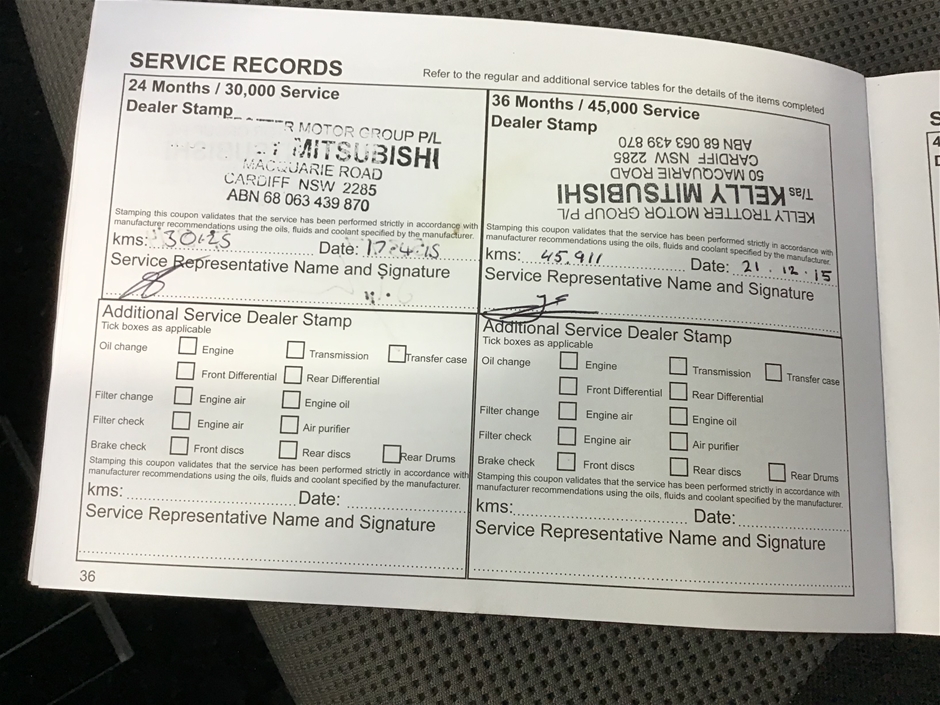 SERVICE RECORDS
Refer to the regular and additional service tables for the details of the items completed
24 Months / 30,000 Service
Dealer Stamp
R MOTOR GROUP P/L
MITSUBISHI
MACQUARIE ROAD
CARDIFF NSW 2285
ABN 68 063 439 870
Stamping this coupon validates that the service has been performed strictly in accordance with
manufacturer recommendations using the oils, fluids and coolant specified by the manufacturer.
kms: 30125 Date: 17.4.15
Service Representative Name and Signature
Additional Service Dealer Stamp
Tick boxes as applicable
Oil change Engine Transmission Transfer case
Front Differential Rear Differential
Filter change Engine air Engine oil
Filter check Engine air Air purifier
Brake check Front discs Rear discs Rear Drums
Stamping this coupon validates that the service has been performed strictly in accordance with
manufacturer recommendations using the oils, fluids and coolant specified by the manufacturer.
kms: Date:
Service Representative Name and Signature
36
36 Months / 45,000 Service
Dealer Stamp
KELLY TROTTER MOTOR GROUP P/L
T/as: KELLY MITSUBISHI
50 MACQUARIE ROAD
CARDIFF NSW 2285
ABN 68 063 439 870
Stamping this coupon validates that the service has been performed strictly in accordance with
manufacturer recommendations using the oils, fluids and coolant specified by the manufacturer.
kms: 45.911 Date: 21.12.15
Service Representative Name and Signature
Additional Service Dealer Stamp
Tick boxes as applicable
Oil change Engine Transmission Transfer case
Front Differential Rear Differential
Filter change Engine air Engine oil
Filter check Engine air Air purifier
Brake check Front discs Rear discs Rear Drums
Stamping this coupon validates that the service has been performed strictly in accordance with
manufacturer recommendations using the oils, fluids and coolant specified by the manufacturer.
kms: Date:
Service Representative Name and Signature